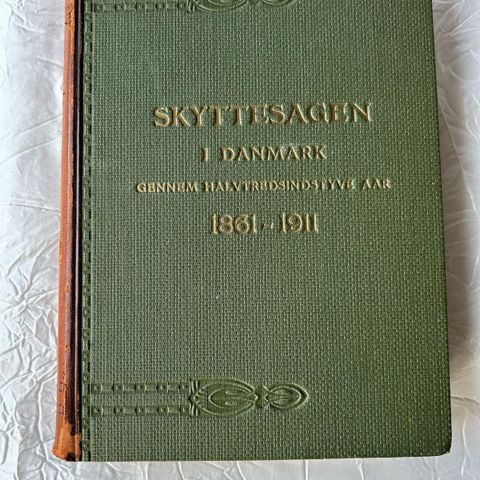 SKYTTESAGEN
I DANMARK
GENNEM HALVTREDSINDSTYVE AAR
1861-1911